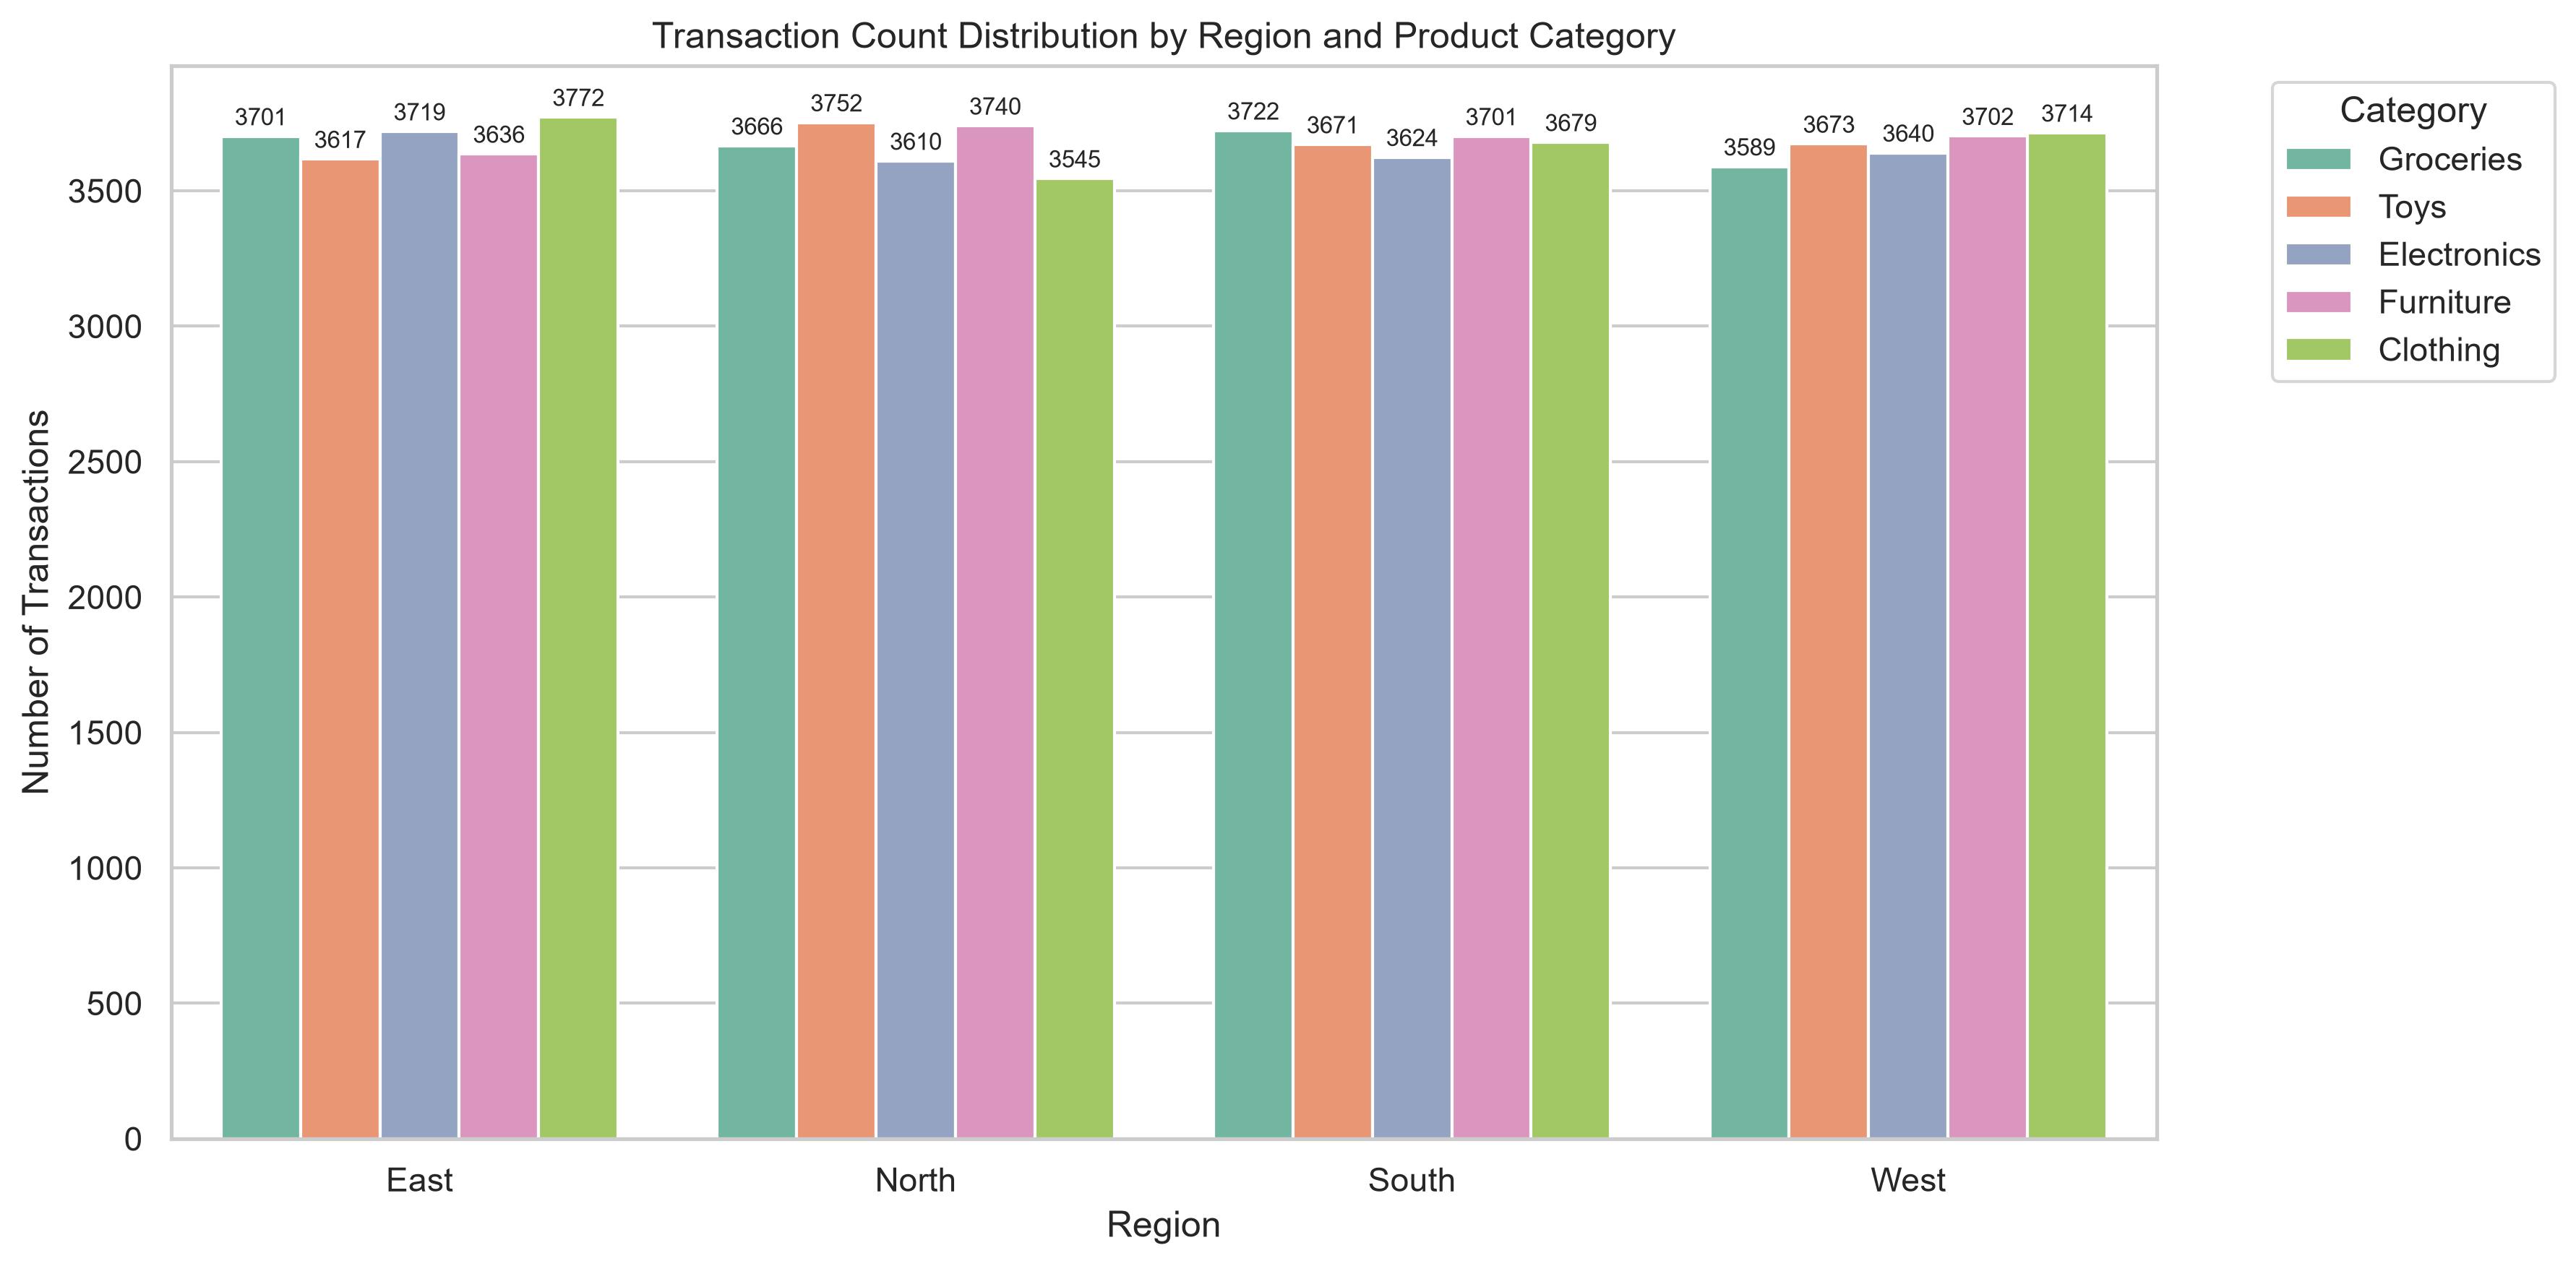 Transaction Count Distribution by Region and Product Category
3701 3617 3719 3636 3772 3666 3752 3610 3740 3545 3722 3671 3624 3701 3679 3589 3673 3640 3702 3714
Category
Groceries
Toys
Electronics
Furniture
Clothing
Number of Transactions
3500
3000
2500
2000
1500
1000
500
0
East North South West
Region